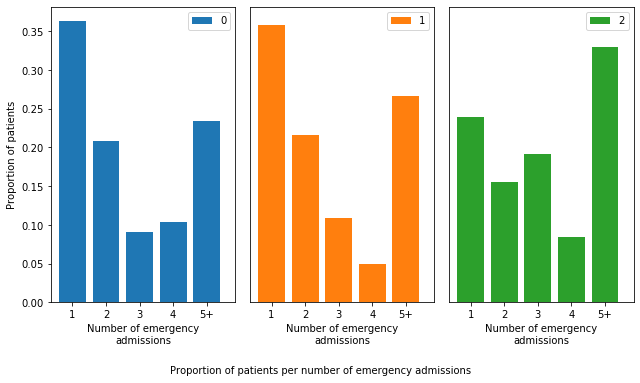 0
1
2
Proportion of patients
0.35
0.30
0.25
0.20
0.15
0.10
0.05
0.00
1 2 3 4 5+
1 2 3 4 5+
1 2 3 4 5+
Number of emergency
admissions
Number of emergency
admissions
Number of emergency
admissions
Proportion of patients per number of emergency admissions